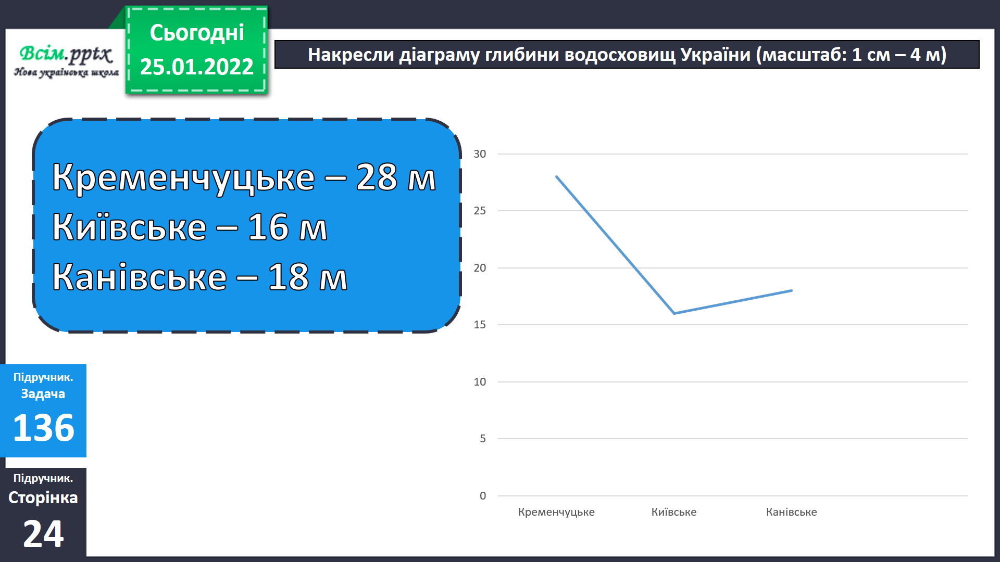 Всім.pptx
Нова українська школа
Сьогодні
25.01.2022
Накресли діаграму глибини водосховищ України (масштаб: 1 см – 4 м)
Кременчуцьке – 28 м
Київське – 16 м
Канівське – 18 м
30
25
20
15
10
5
0
Кременчуцьке Київське Канівське
Підручник.
Задача
136
Підручник.
Сторінка
24